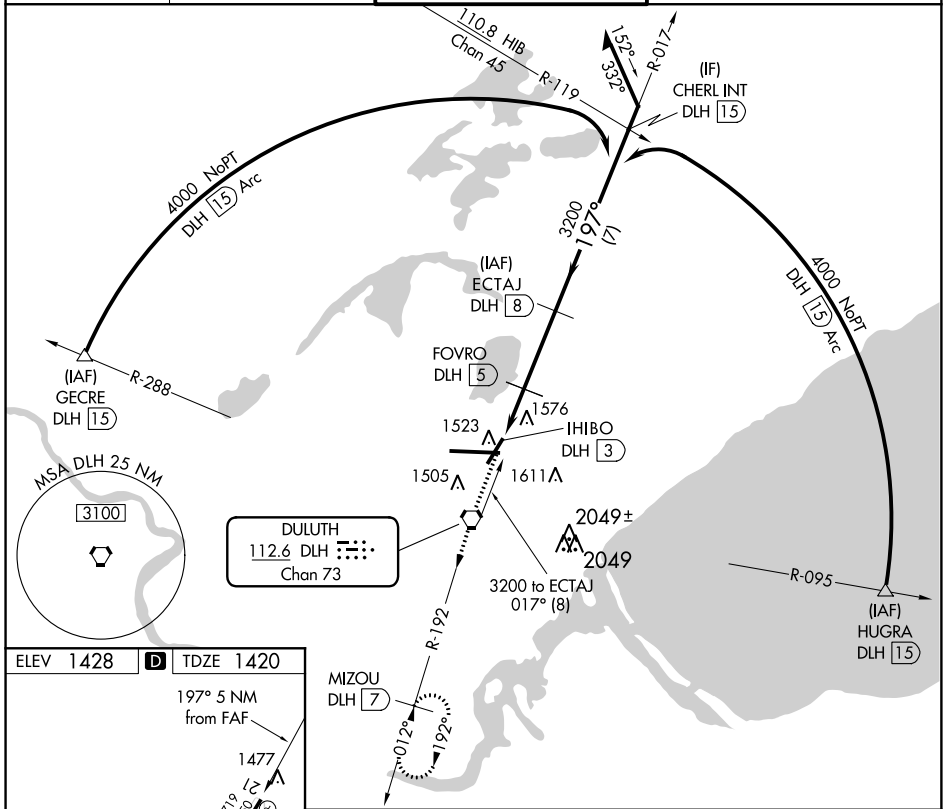 110.8 HIB
Chan 45
R-119
152°
332°
R-017
(IF)
CHERL INT
DLH 15
4000 NoPT
DLH 15 Arc
3200
197°
(7)
(IAF)
ECTAJ
DLH 8
4000 NoPT
DLH 15 Arc
FOVRO
DLH 5
(IAF)
GECRE
DLH 15
R-288
1523
1576
IHIBO
DLH 3
1505
1611
MSA DLH 25 NM
3100
DULUTH
112.6 DLH
Chan 73
2049±
2049
3200 to ECTAJ
017° (8)
R-095
(IAF)
HUGRA
DLH 15
R-192
MIZOU
DLH 7
012°
192°
ELEV 1428 D TDZE 1420
197° 5 NM
from FAF
1477
21